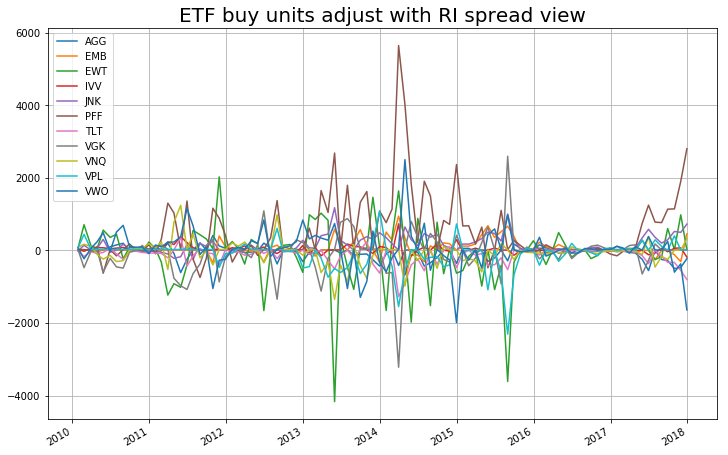 ETF buy units adjust with RI spread view
6000
4000
2000
0
−2000
−4000
AGG
EMB
EWT
IVV
JNK
PFF
TLT
VGK
VNQ
VPL
VWO
2010 2011 2012 2013 2014 2015 2016 2017 2018